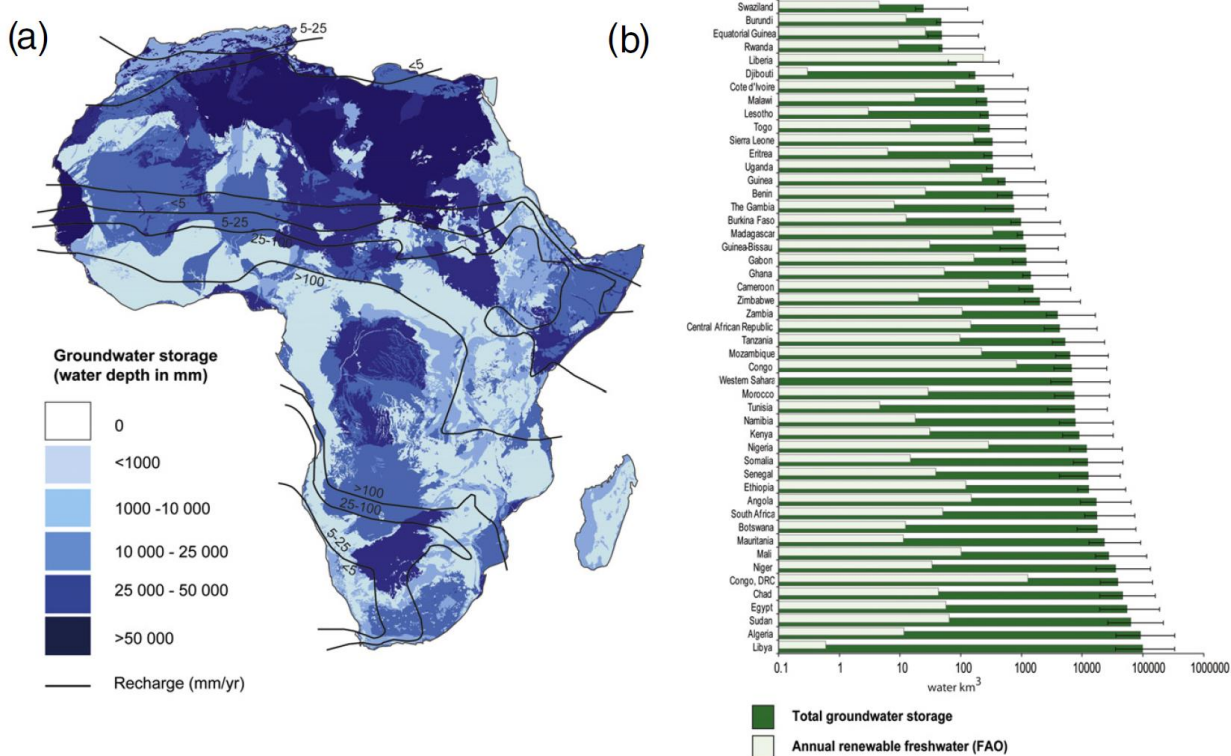 (a)
5-25
<5
<5
5-25
25-100
>100
>100
25-100
5-25
<5
Groundwater storage
(water depth in mm)
0
<1000
1000 -10 000
10 000 - 25 000
25 000 - 50 000
>50 000
Recharge (mm/yr)
(b)
Swaziland
Burundi
Equatorial Guinea
Rwanda
Liberia
Djibouti
Cote d'Ivoire
Malawi
Lesotho
Togo
Sierra Leone
Eritrea
Uganda
Guinea
Benin
The Gambia
Burkina Faso
Madagascar
Guinea-Bissau
Gabon
Ghana
Cameroon
Zimbabwe
Zambia
Central African Republic
Tanzania
Mozambique
Congo
Western Sahara
Morocco
Tunisia
Namibia
Kenya
Nigeria
Somalia
Senegal
Ethiopia
Angola
South Africa
Botswana
Mauritania
Mali
Niger
Congo, DRC
Chad
Egypt
Sudan
Algeria
Libya
0.1 1 10 100 1000 10000 100000 1000000
water km3
Total groundwater storage
Annual renewable freshwater (FAO)